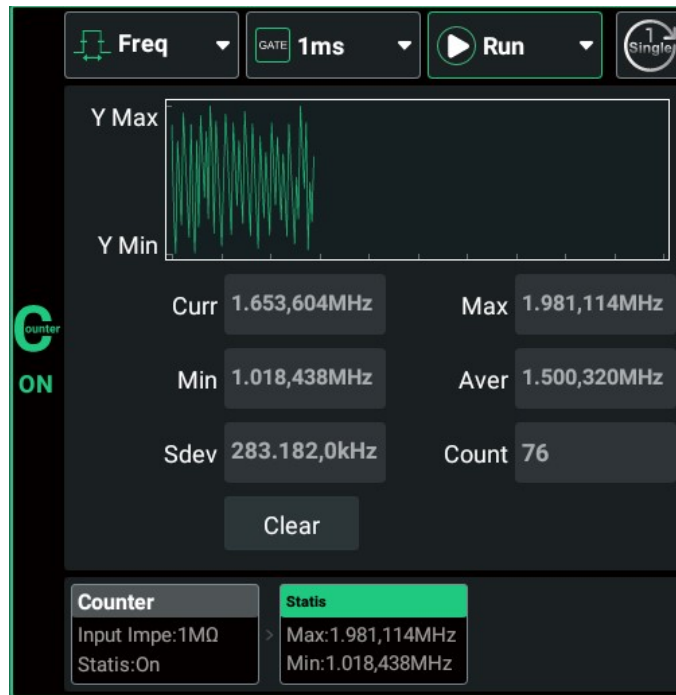 Freq
GATE 1ms
Run
1
Single
Y Max
Y Min
Curr 1.653,604MHz
Max 1.981,114MHz
Counter
ON
Min 1.018,438MHz
Aver 1.500,320MHz
Sdev 283.182,0kHz
Count 76
Clear
Counter
Input Impe:1MΩ
Statis:On
Statis
Max:1.981,114MHz
Min:1.018,438MHz